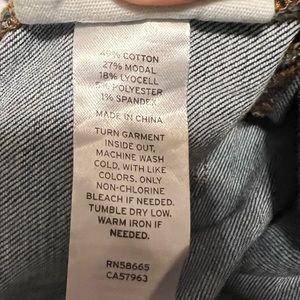 49% COTTON
27% MODAL
18% LYOCELL
5% POLYESTER
1% SPANDEX
MADE IN CHINA
TURN GARMENT
INSIDE OUT,
MACHINE WASH
COLD, WITH LIKE
COLORS. ONLY
NON-CHLORINE
BLEACH IF NEEDED.
TUMBLE DRY LOW.
WARM IRON IF
NEEDED.
RN58665
CA57963